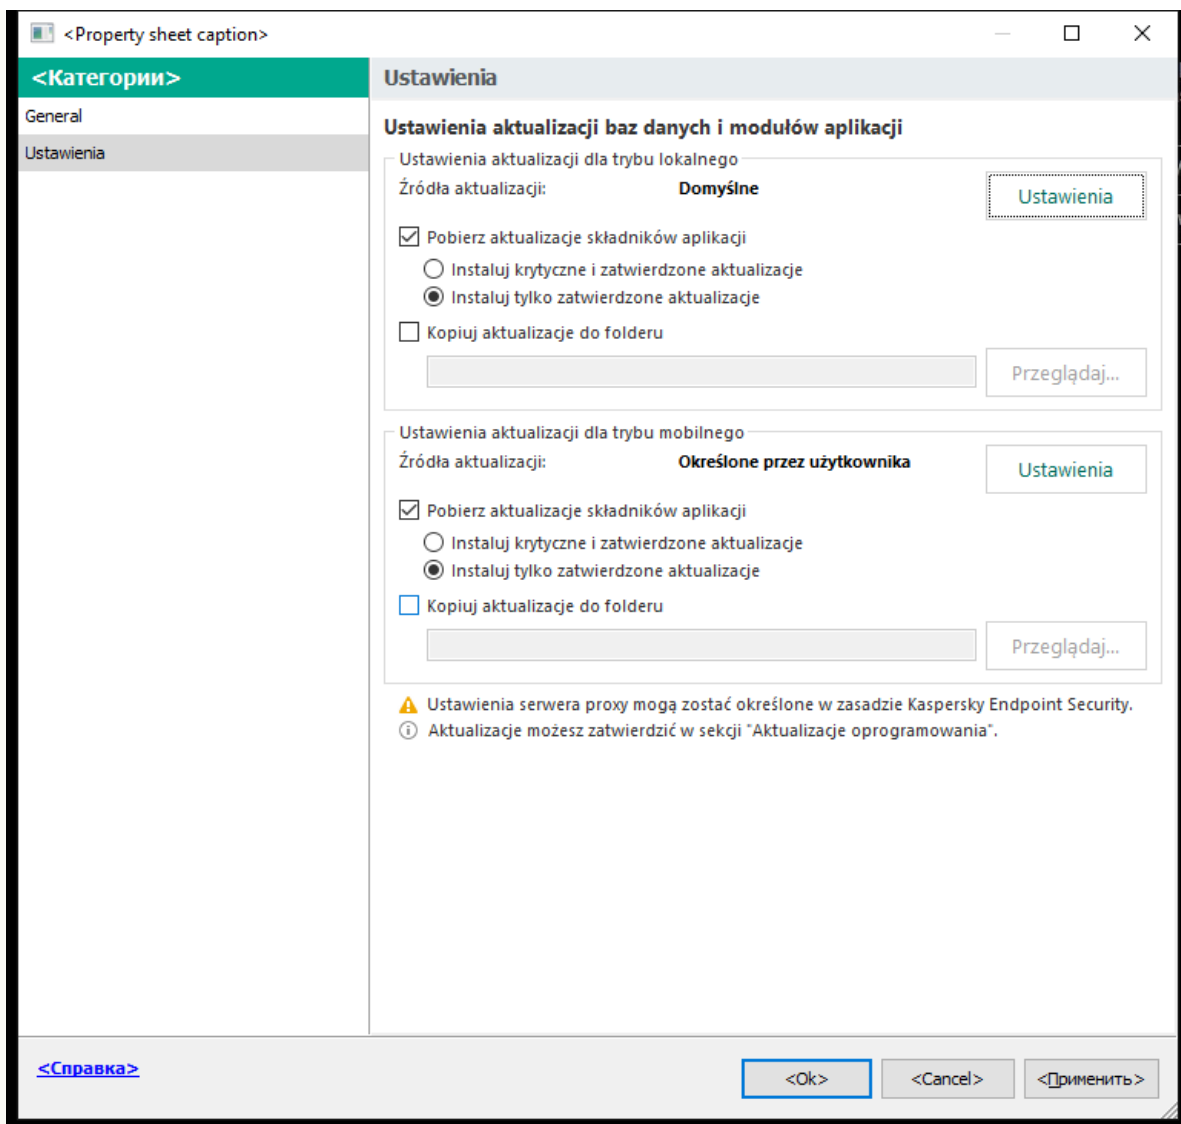 <Property sheet caption>
<Категории>
General
Ustawienia
Ustawienia
Ustawienia aktualizacji baz danych i modułów aplikacji
Ustawienia aktualizacji dla trybu lokalnego
Źródła aktualizacji: Domyślne
Ustawienia
Pobierz aktualizacje składników aplikacji
Instaluj krytyczne i zatwierdzone aktualizacje
Instaluj tylko zatwierdzone aktualizacje
Kopiuj aktualizacje do folderu
Przeglądaj...
Ustawienia aktualizacji dla trybu mobilnego
Źródła aktualizacji: Określone przez użytkownika
Ustawienia
Pobierz aktualizacje składników aplikacji
Instaluj krytyczne i zatwierdzone aktualizacje
Instaluj tylko zatwierdzone aktualizacje
Kopiuj aktualizacje do folderu
Przeglądaj...
Ustawienia serwera proxy mogą zostać określone w zasadzie Kaspersky Endpoint Security.
Aktualizacje możesz zatwierdzić w sekcji "Aktualizacje oprogramowania".
<Справка>
<Ok> <Cancel> <Применить>